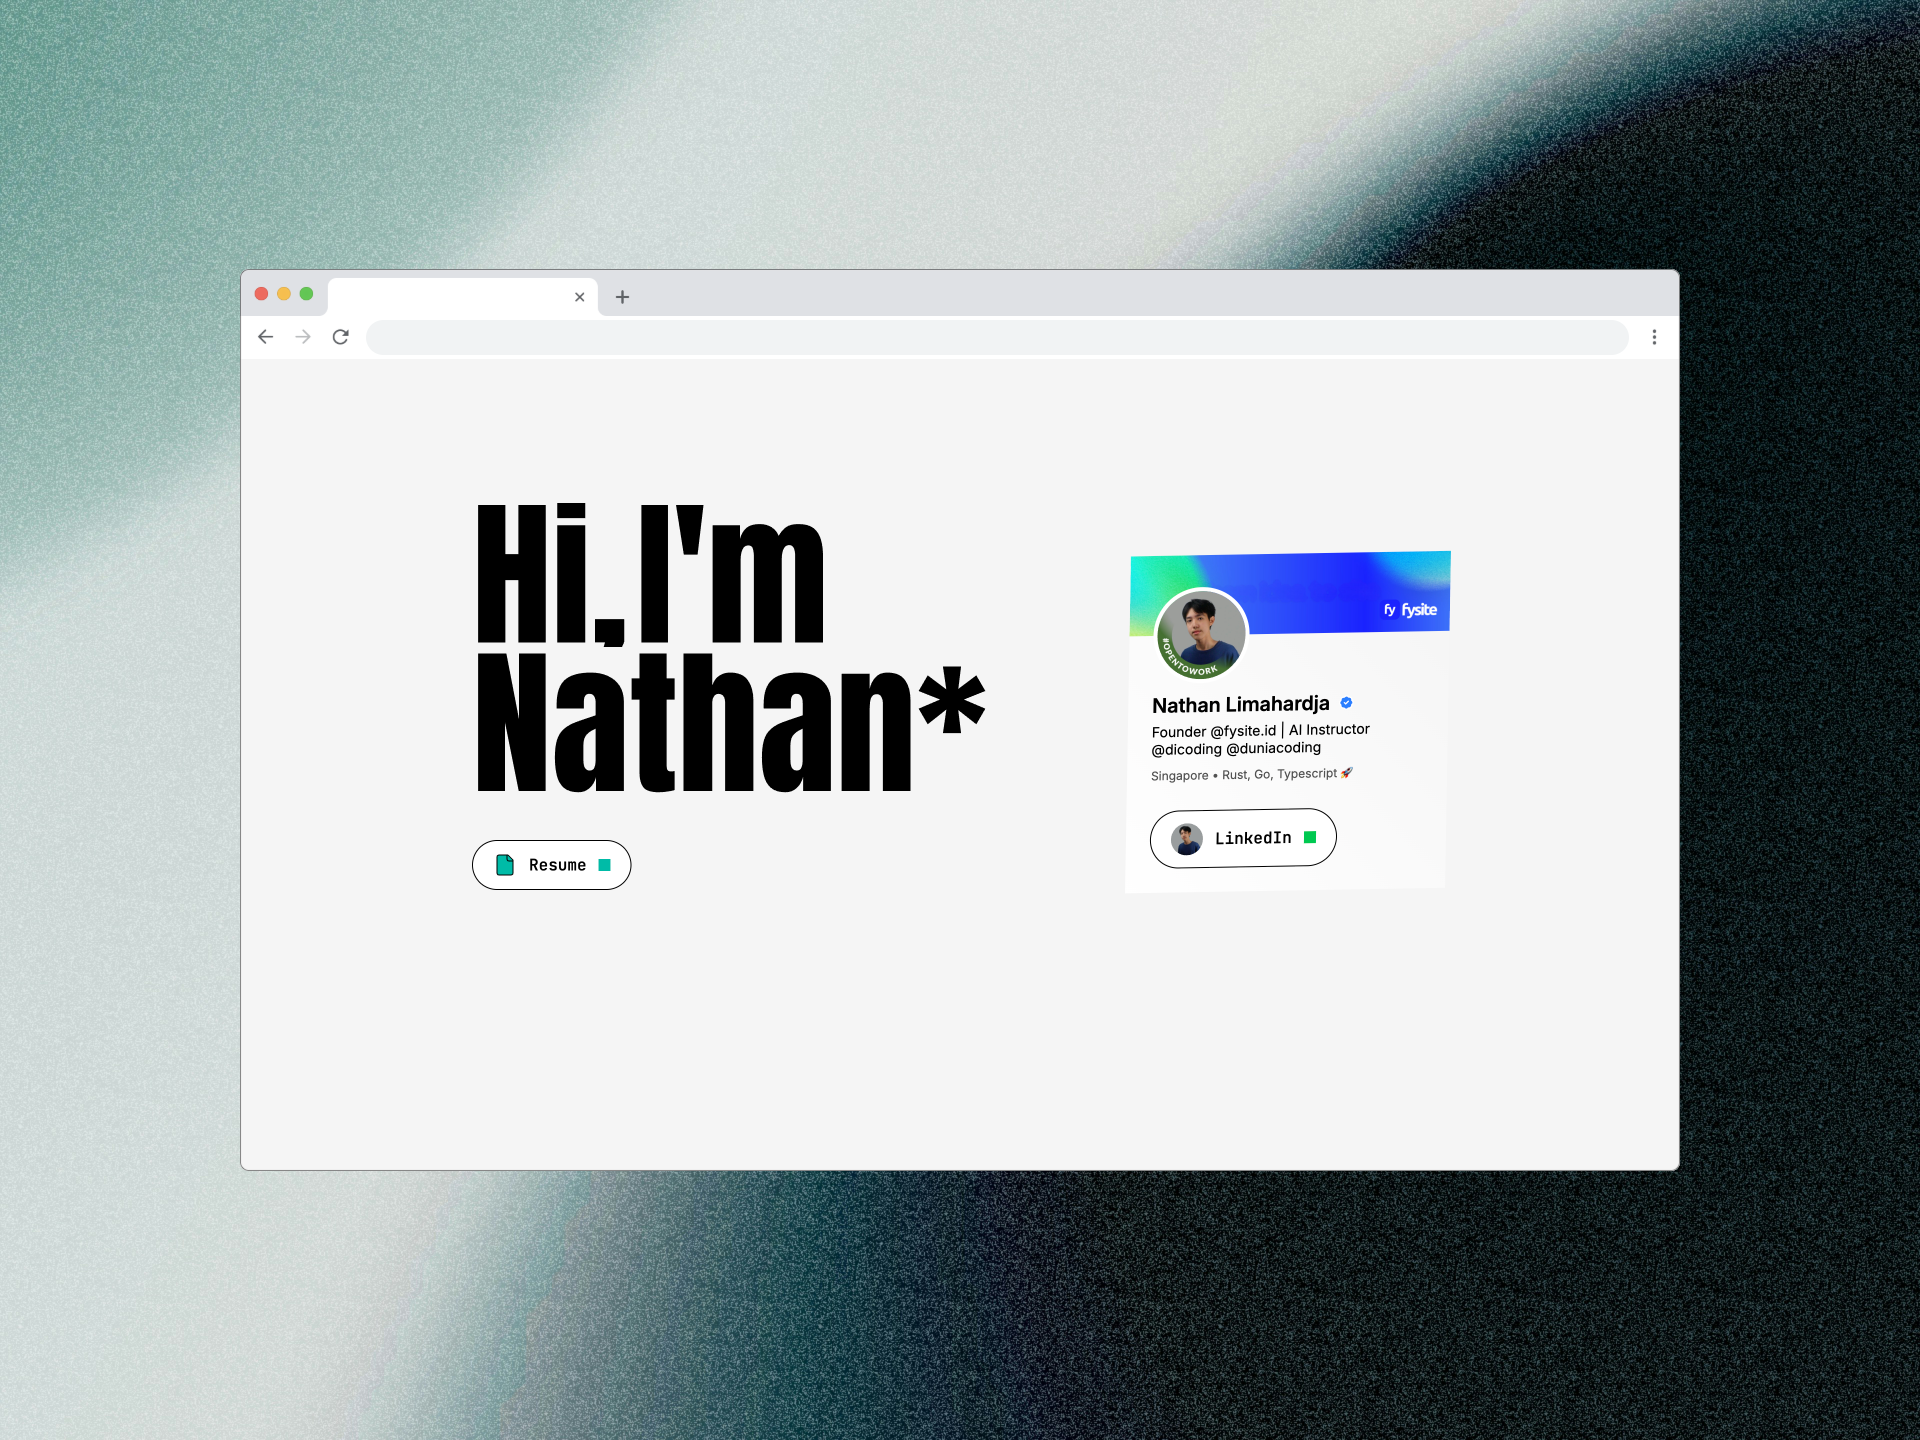 Hi, I'm
Nathan*
Resume
fy fysite
#OPENTOWORK
Nathan Limahardja
Founder @fysite.id | AI Instructor
@dicoding @duniacoding
Singapore • Rust, Go, Typescript 🚀
LinkedIn